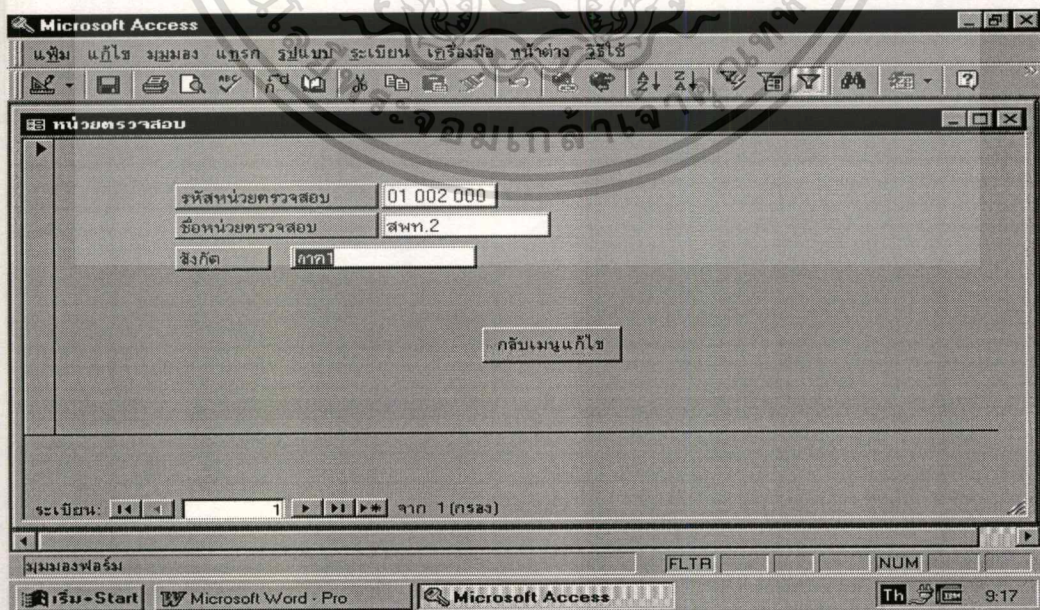 Microsoft Access
แฟ้ม แก้ไข มุมมอง แทรก รูปแบบ ระเบียน เครื่องมือ หน้าต่าง วิธีใช้
หน่วยตรวจสอบ
รหัสหน่วยตรวจสอบ 01 002 000
ชื่อหน่วยตรวจสอบ สพท.2
สังกัด ภาค1
กลับเมนูแก้ไข
ระเบียน: 1 จาก 1 (กรอง)
มุมมองฟอร์ม FLTR NUM
เริ่ม-Start Microsoft Word - Pro Microsoft Access Th 9:17